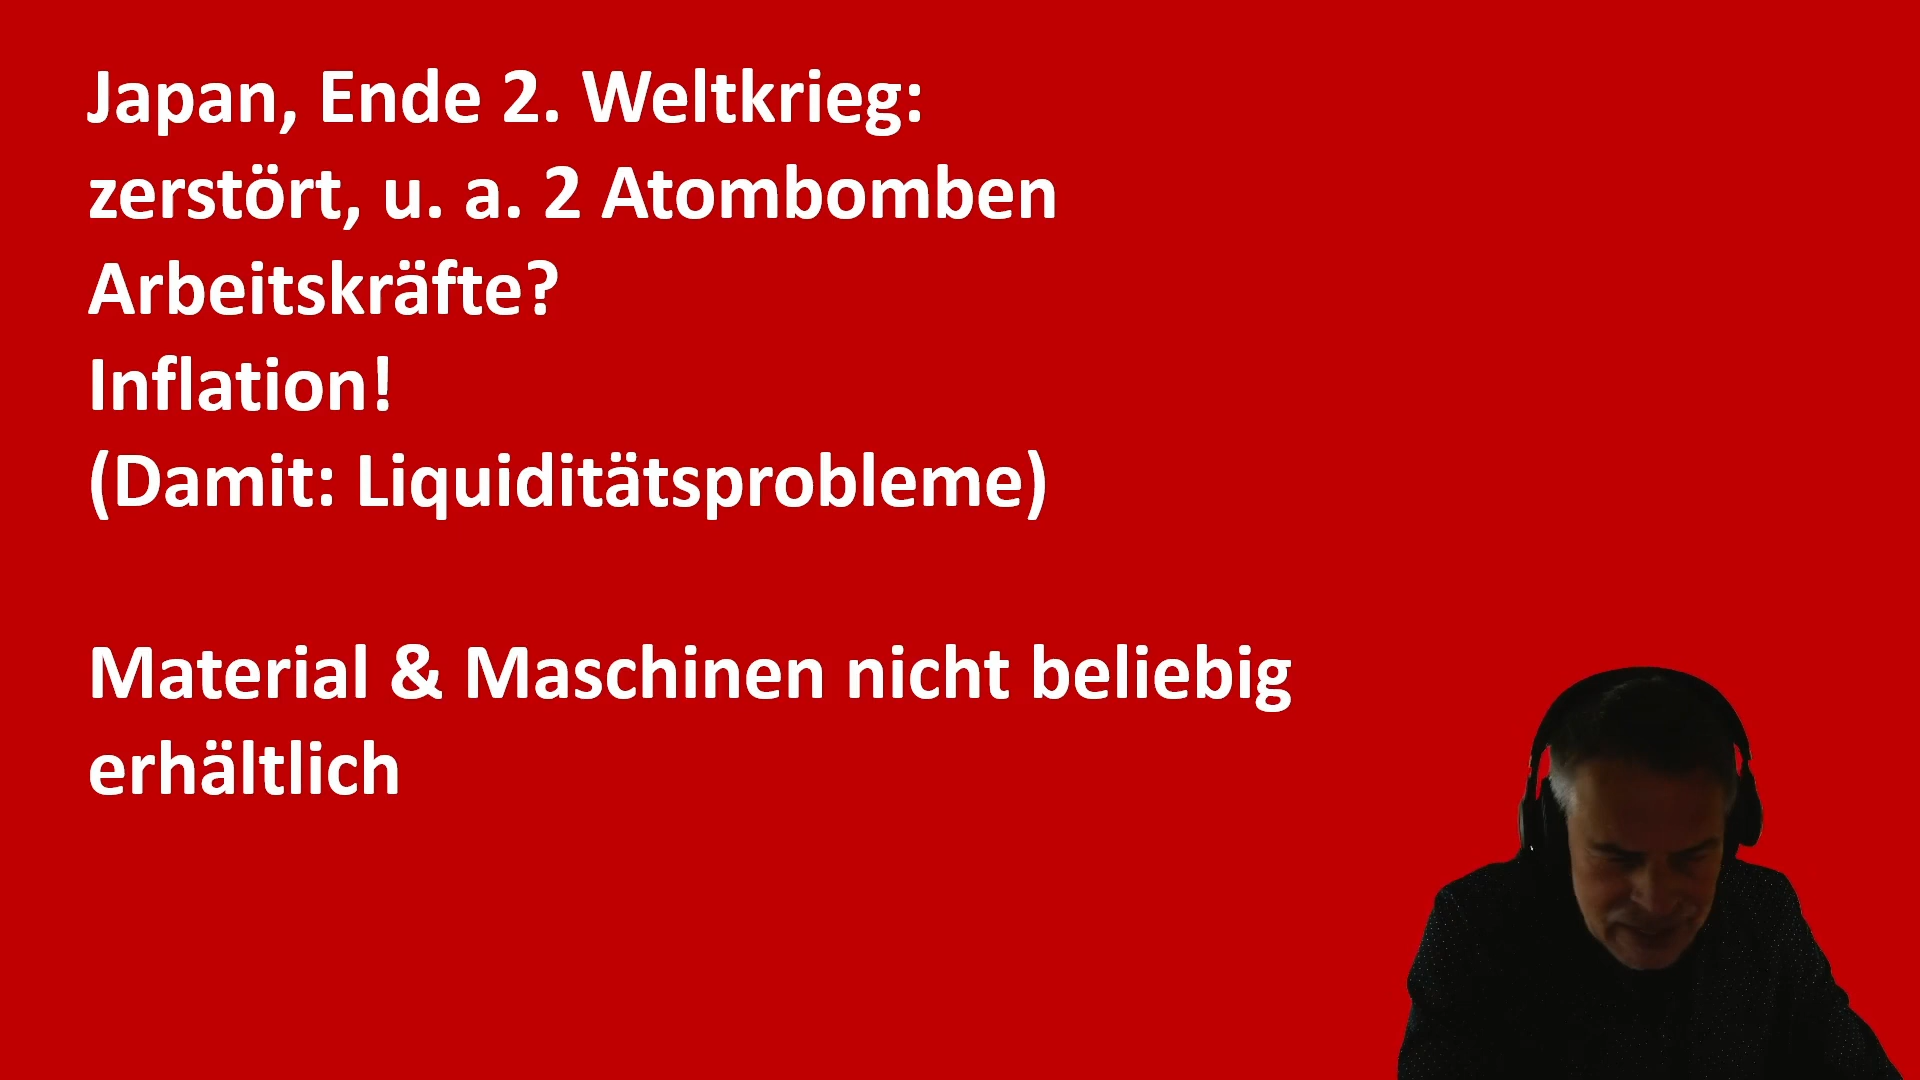 Japan, Ende 2. Weltkrieg:
zerstört, u. a. 2 Atombomben
Arbeitskräfte?
Inflation!
(Damit: Liquiditätsprobleme)
Material & Maschinen nicht beliebig
erhältlich